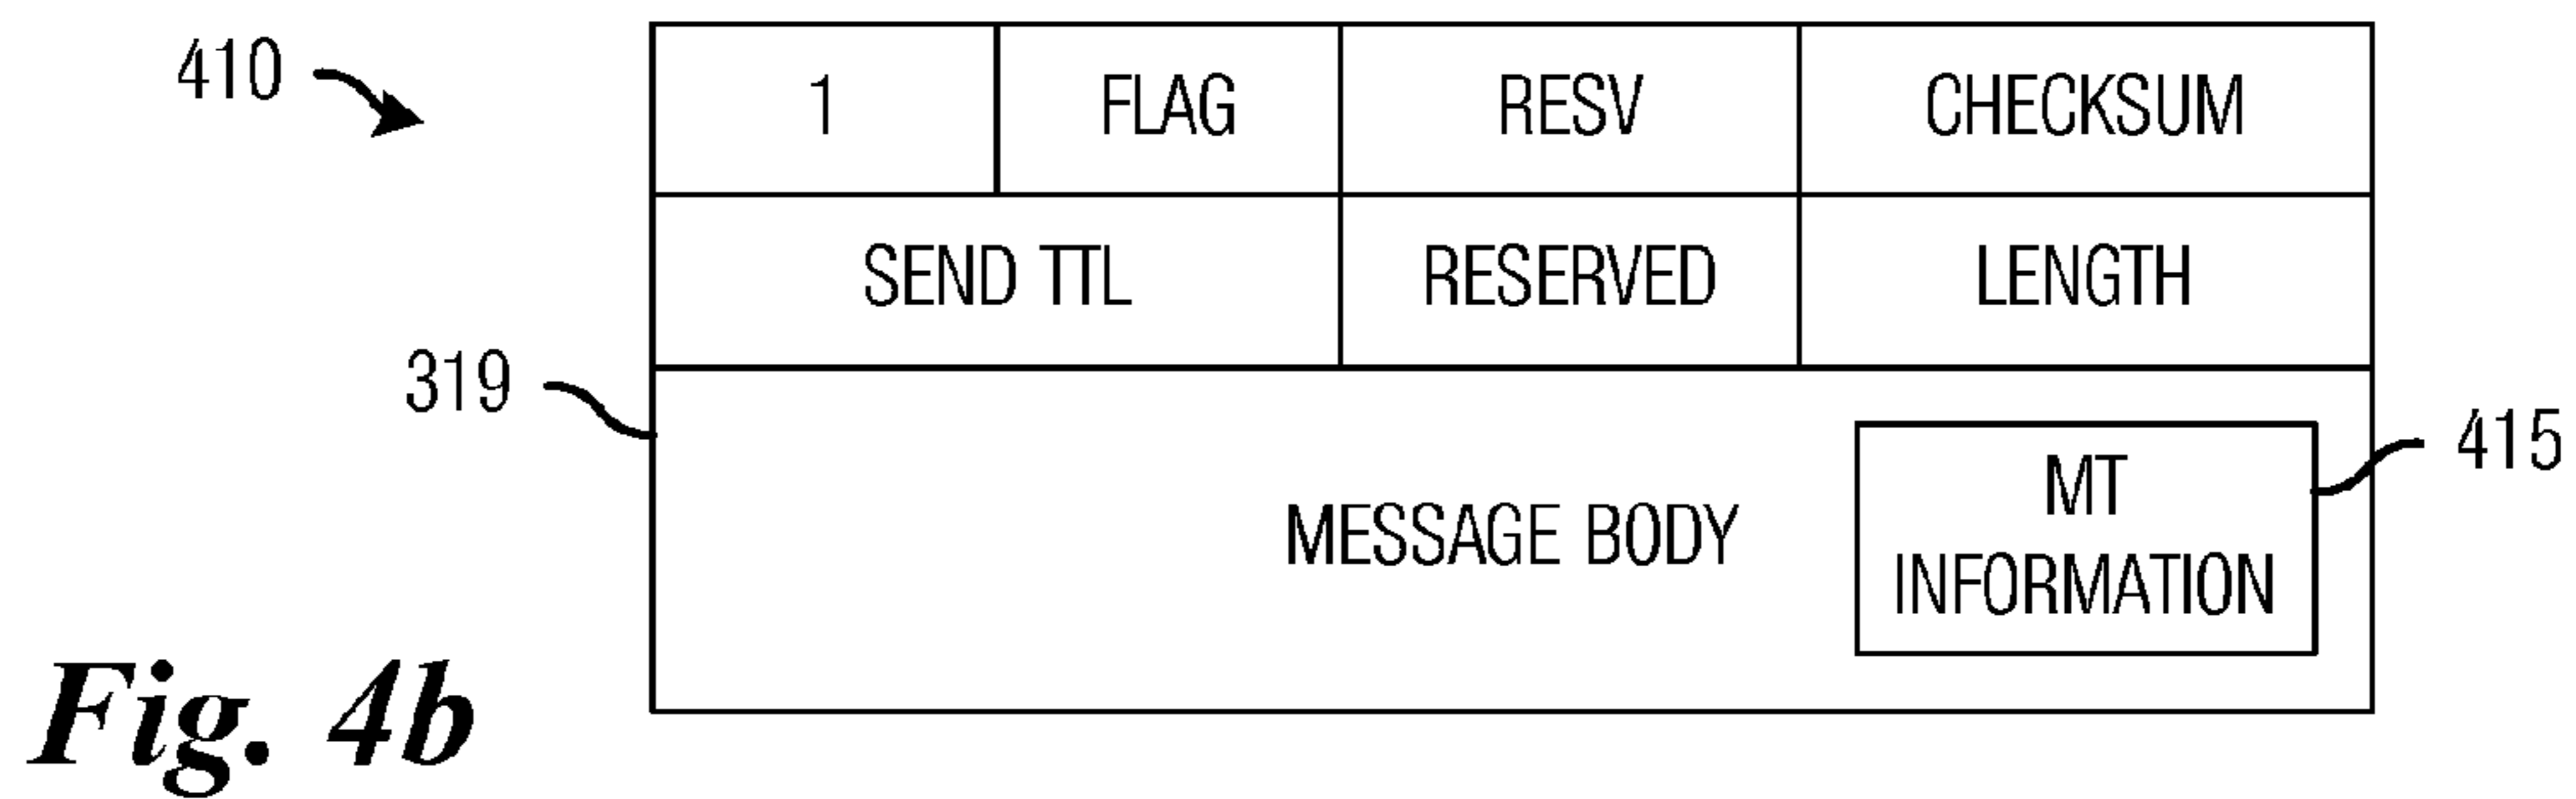 410
1 FLAG RESV CHECKSUM
SEND TTL RESERVED LENGTH
319
415
MESSAGE BODY
MT
INFORMATION
Fig. 4b